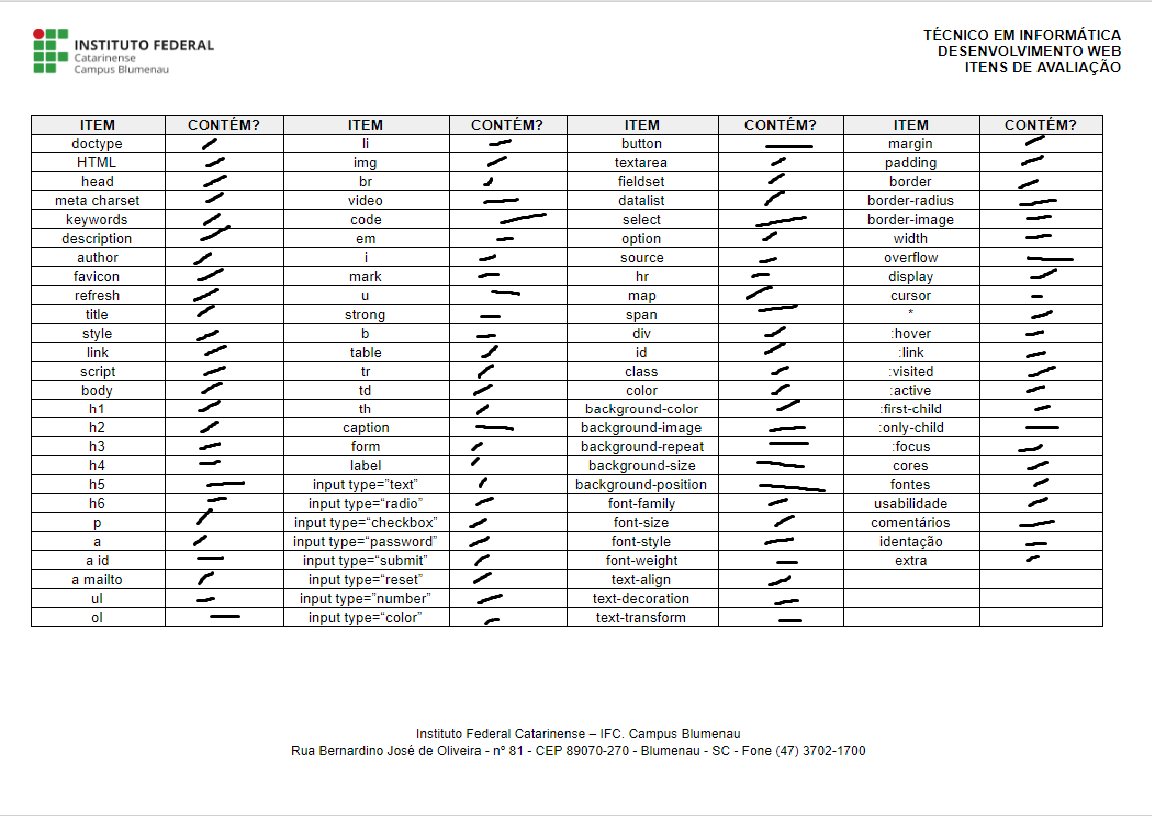 INSTITUTO FEDERAL
Catarinense
Campus Blumenau
TÉCNICO EM INFORMÁTICA
DESENVOLVIMENTO WEB
ITENS DE AVALIAÇÃO
ITEM CONTÉM? ITEM CONTÉM? ITEM CONTÉM? ITEM CONTÉM?
doctype li button margin
HTML img textarea padding
head br fieldset border
meta charset video datalist border-radius
keywords code select border-image
description em option width
author i source overflow
favicon mark hr display
refresh u map cursor
title strong span *
style b div :hover
link table id :link
script tr class :visited
body td color :active
h1 th background-color :first-child
h2 caption background-image :only-child
h3 form background-repeat :focus
h4 label background-size cores
h5 input type="text" background-position fontes
h6 input type="radio" font-family usabilidade
p input type="checkbox" font-size comentários
a input type="password" font-style identação
a id input type="submit" font-weight extra
a mailto input type="reset" text-align
ul input type="number" text-decoration
ol input type="color" text-transform
Instituto Federal Catarinense – IFC. Campus Blumenau
Rua Bernardino José de Oliveira - nº 81 - CEP 89070-270 - Blumenau - SC - Fone (47) 3702-1700